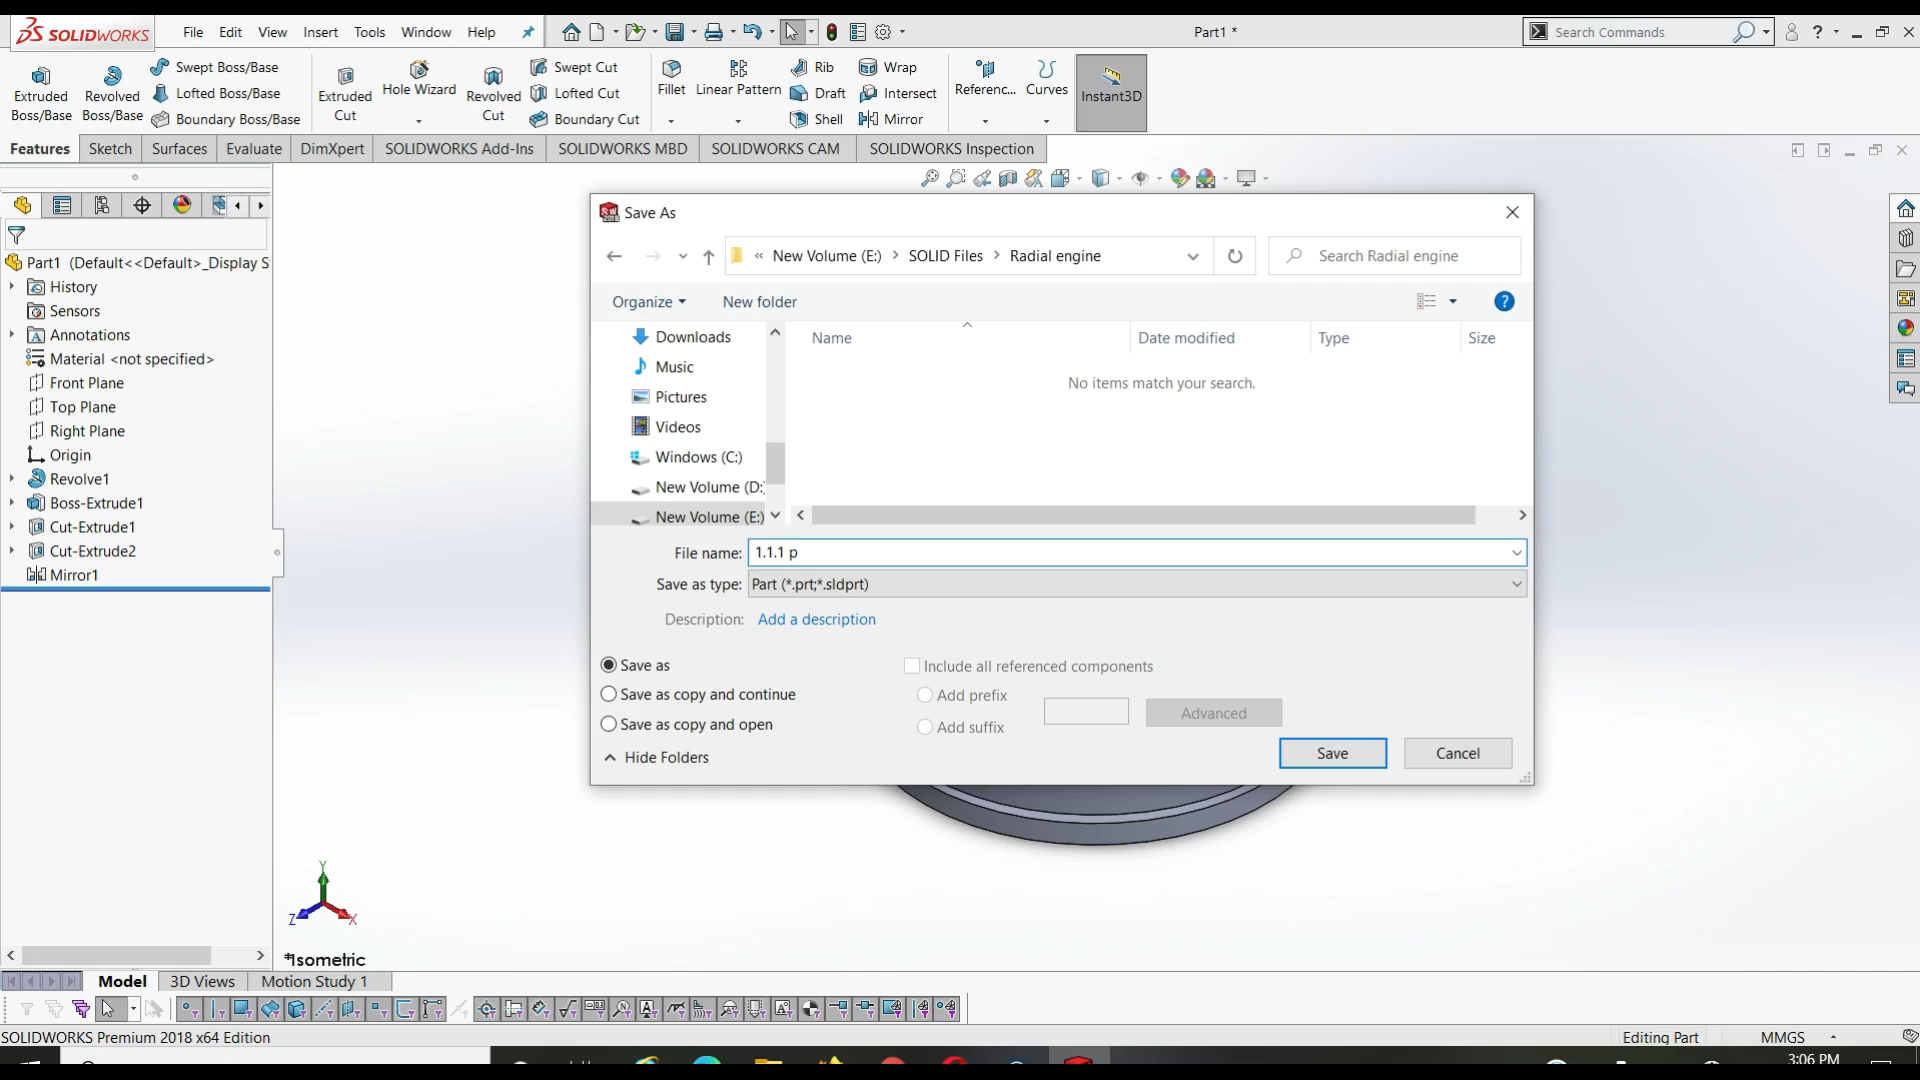 SOLIDWORKS
File Edit View Insert Tools Window Help
Part1 *
Search Commands
?
Extruded Boss/Base
Revolved Boss/Base
Swept Boss/Base
Lofted Boss/Base
Boundary Boss/Base
Extruded Cut
Hole Wizard
Revolved Cut
Swept Cut
Lofted Cut
Boundary Cut
Fillet
Linear Pattern
Rib
Draft
Shell
Wrap
Intersect
Mirror
Referenc...
Curves
Instant3D
Features Sketch Surfaces Evaluate DimXpert SOLIDWORKS Add-Ins SOLIDWORKS MBD SOLIDWORKS CAM SOLIDWORKS Inspection
Part1 (Default<<Default>_Display S
History
Sensors
Annotations
Material <not specified>
Front Plane
Top Plane
Right Plane
Origin
Revolve1
Boss-Extrude1
Cut-Extrude1
Cut-Extrude2
Mirror1
Save As
« New Volume (E:) > SOLID Files > Radial engine
Search Radial engine
Organize New folder
?
Downloads
Music
Pictures
Videos
Windows (C:)
New Volume (D:
New Volume (E:)
Name Date modified Type Size
No items match your search.
File name: 1.1.1 p
Save as type: Part (*.prt;*.sldprt)
Description: Add a description
Save as
Save as copy and continue
Save as copy and open
Include all referenced components
Add prefix
Add suffix
Advanced
Hide Folders
Save Cancel
Y
Z
X
*Isometric
Model 3D Views Motion Study 1
SOLIDWORKS Premium 2018 x64 Edition
Editing Part MMGS
3:06 PM